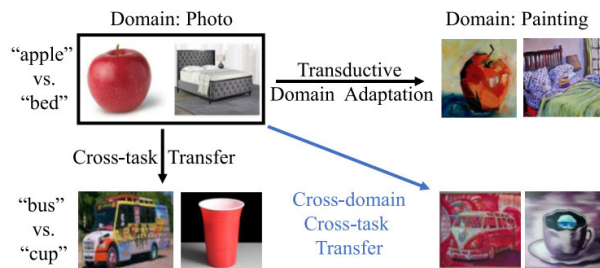 Domain: Photo
Domain: Painting
“apple”
vs.
“bed”
Transductive
Domain Adaptation
Cross-task Transfer
“bus”
vs.
“cup”
Cross-domain
Cross-task
Transfer